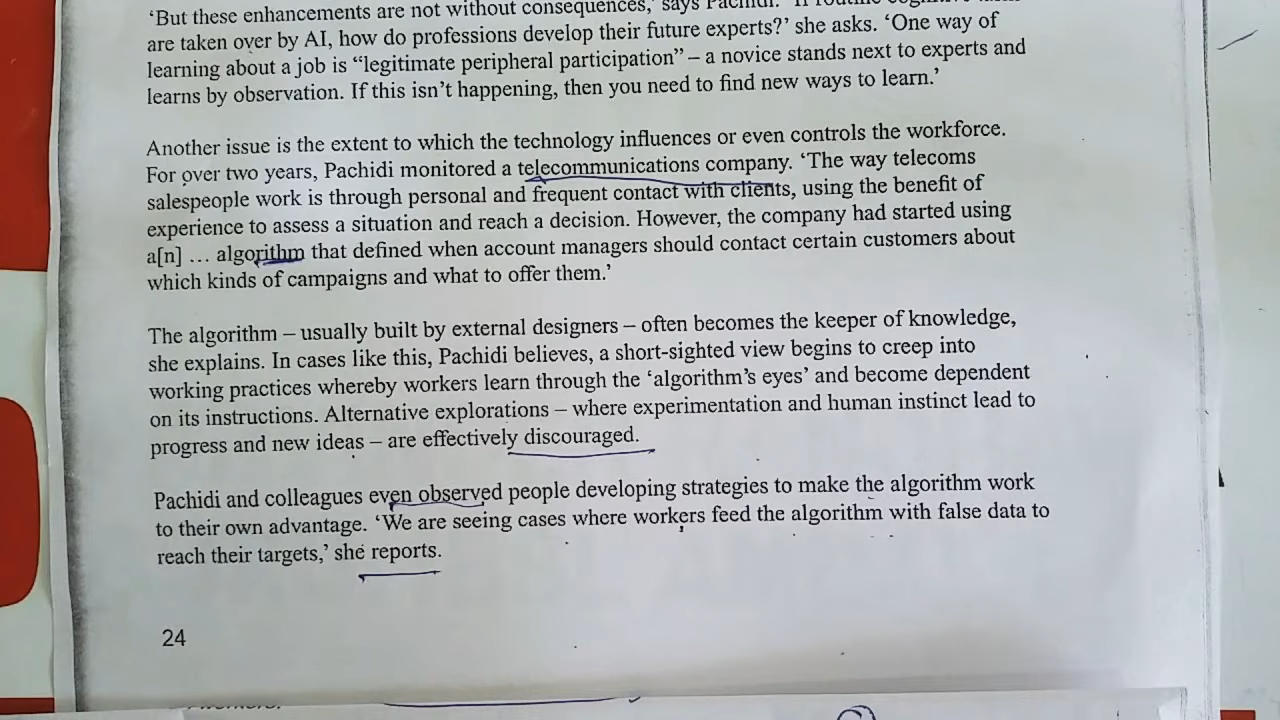 'But these enhancements are not without consequences,' says Pachidi.
are taken over by AI, how do professions develop their future experts?' she asks. 'One way of
learning about a job is “legitimate peripheral participation” – a novice stands next to experts and
learns by observation. If this isn't happening, then you need to find new ways to learn.'
Another issue is the extent to which the technology influences or even controls the workforce.
For over two years, Pachidi monitored a telecommunications company. 'The way telecoms
salespeople work is through personal and frequent contact with clients, using the benefit of
experience to assess a situation and reach a decision. However, the company had started using
a[n] … algorithm that defined when account managers should contact certain customers about
which kinds of campaigns and what to offer them.'
The algorithm – usually built by external designers – often becomes the keeper of knowledge,
she explains. In cases like this, Pachidi believes, a short-sighted view begins to creep into
working practices whereby workers learn through the 'algorithm's eyes' and become dependent
on its instructions. Alternative explorations – where experimentation and human instinct lead to
progress and new ideas – are effectively discouraged.
Pachidi and colleagues even observed people developing strategies to make the algorithm work
to their own advantage. 'We are seeing cases where workers feed the algorithm with false data to
reach their targets,' she reports.
24